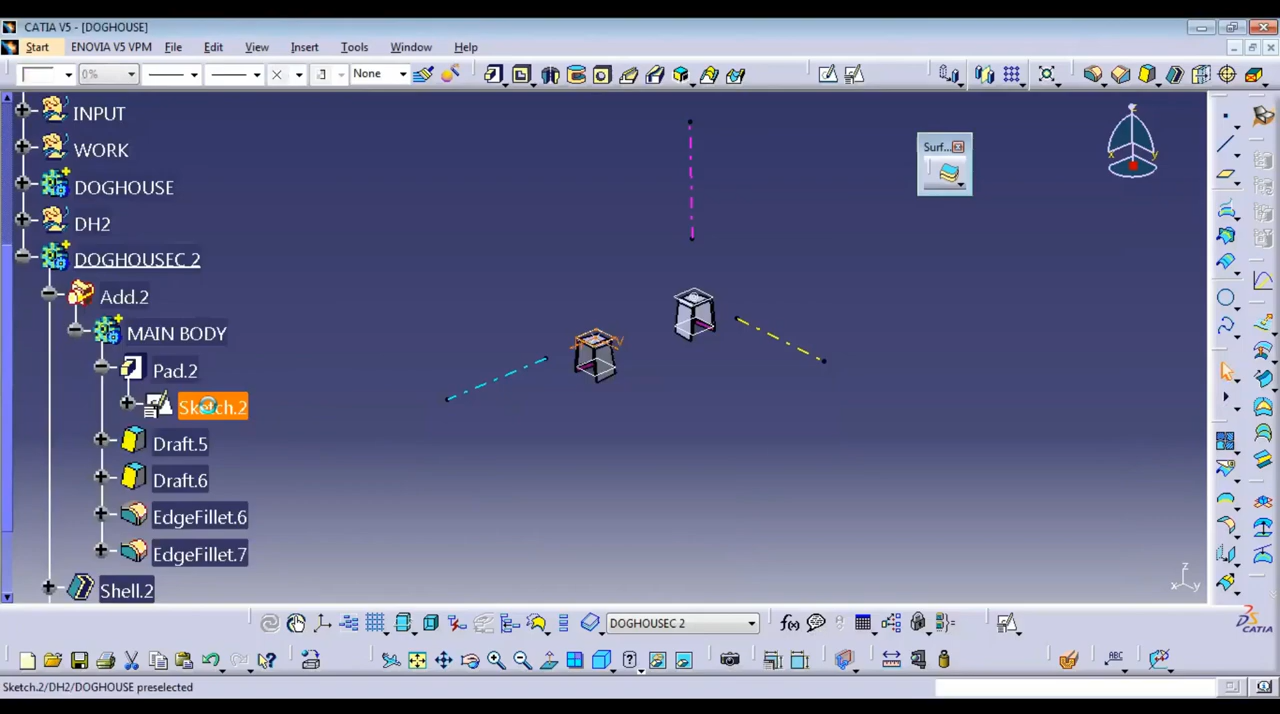 CATIA V5 - [DOGHOUSE]
Start ENOVIA V5 VPM File Edit View Insert Tools Window Help
0% None
INPUT
WORK
DOGHOUSE
DH2
DOGHOUSEC 2
Add.2
MAIN BODY
Pad.2
Sketch.2
Draft.5
Draft.6
EdgeFillet.6
EdgeFillet.7
Shell.2
Surf...
z
x y
DOGHOUSEC 2
f(x)
ABC
CATIA
Sketch.2/DH2/DOGHOUSE preselected